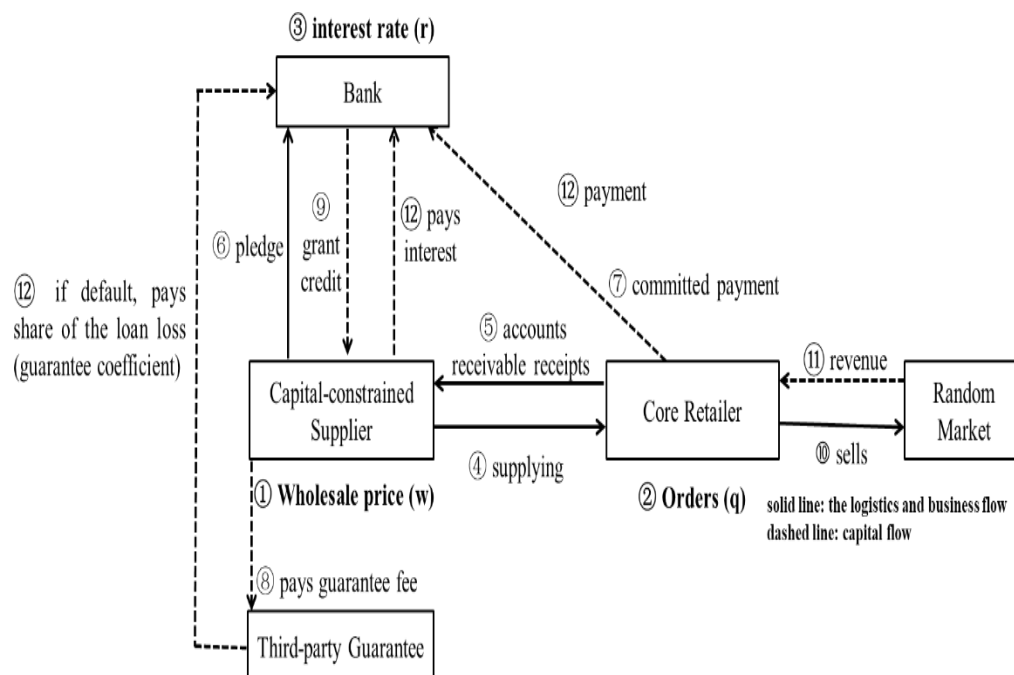 ③ interest rate (r)
Bank
⑨
grant
credit
⑫ pays
interest
⑫ payment
⑥ pledge
⑦ committed payment
⑫ if default, pays
share of the loan loss
(guarantee coefficient)
⑤ accounts
receivable receipts
⑪ revenue
Capital-constrained
Supplier
Core Retailer
Random
Market
④ supplying
⑩ sells
① Wholesale price (w)
② Orders (q)
solid line: the logistics and business flow
dashed line: capital flow
⑧ pays guarantee fee
Third-party Guarantee